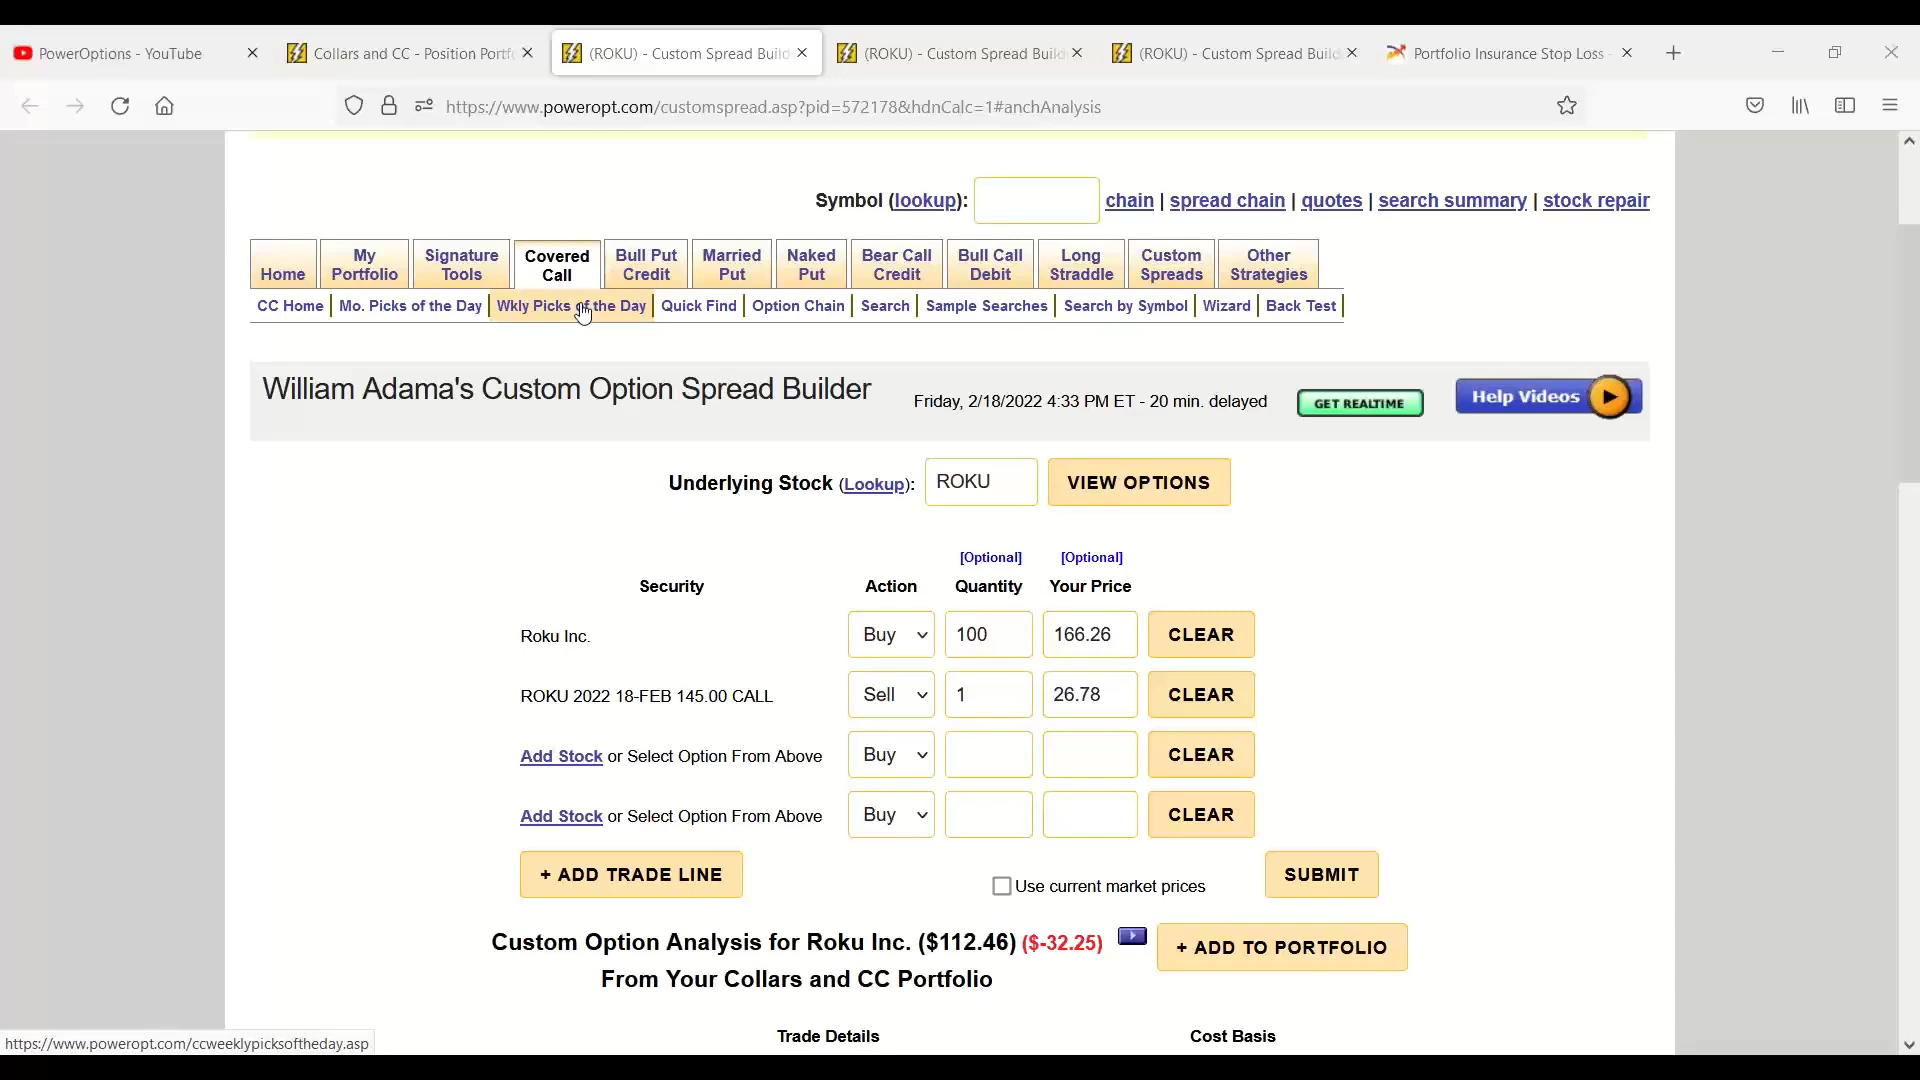 PowerOptions - YouTube
Collars and CC - Position Portf
(ROKU) - Custom Spread Build
(ROKU) - Custom Spread Build
(ROKU) - Custom Spread Build
Portfolio Insurance Stop Loss -
https://www.poweropt.com/customspread.asp?pid=572178&hdnCalc=1#anchAnalysis
Symbol (lookup): chain | spread chain | quotes | search summary | stock repair
Home
My Portfolio
Signature Tools
Covered Call
Bull Put Credit
Married Put
Naked Put
Bear Call Credit
Bull Call Debit
Long Straddle
Custom Spreads
Other Strategies
CC Home | Mo. Picks of the Day | Wkly Picks of the Day | Quick Find | Option Chain | Search | Sample Searches | Search by Symbol | Wizard | Back Test |
William Adama's Custom Option Spread Builder
Friday, 2/18/2022 4:33 PM ET - 20 min. delayed
GET REALTIME
Help Videos
Underlying Stock (Lookup): ROKU VIEW OPTIONS
[Optional] [Optional]
Security Action Quantity Your Price
Roku Inc. Buy 100 166.26 CLEAR
ROKU 2022 18-FEB 145.00 CALL Sell 1 26.78 CLEAR
Add Stock or Select Option From Above Buy CLEAR
Add Stock or Select Option From Above Buy CLEAR
+ ADD TRADE LINE Use current market prices SUBMIT
Custom Option Analysis for Roku Inc. ($112.46) ($-32.25)
+ ADD TO PORTFOLIO
From Your Collars and CC Portfolio
Trade Details Cost Basis
https://www.poweropt.com/ccweeklypicksoftheday.asp